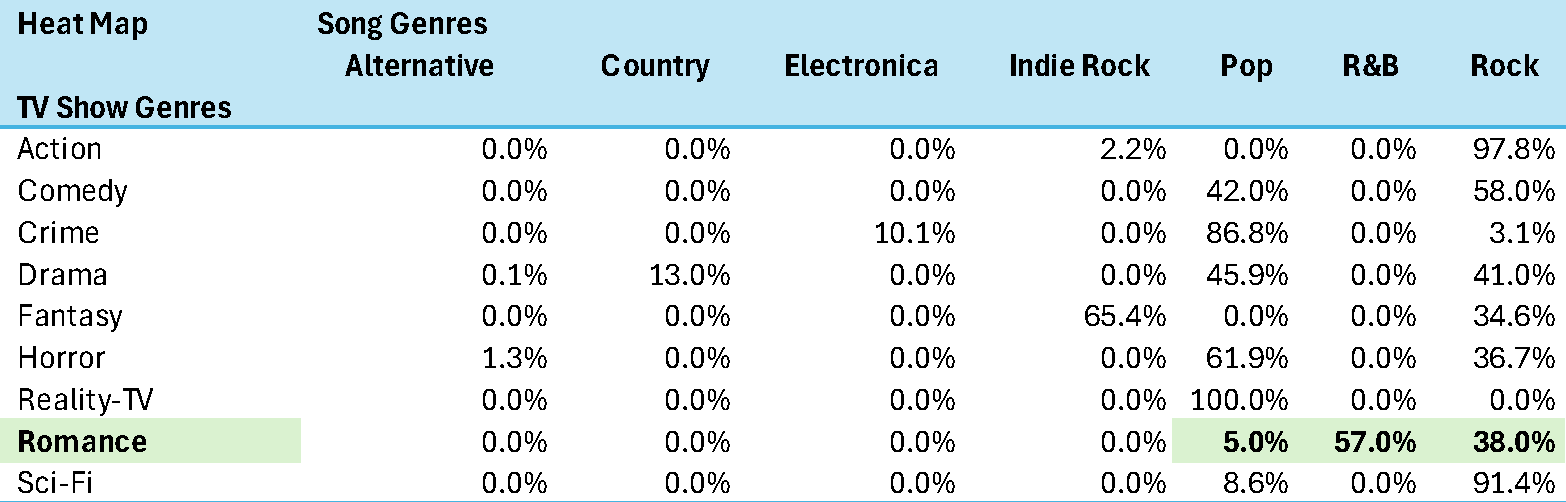 Heat Map Song Genres
Alternative Country Electronica Indie Rock Pop R&B Rock
TV Show Genres
Action 0.0% 0.0% 0.0% 2.2% 0.0% 0.0% 97.8%
Comedy 0.0% 0.0% 0.0% 0.0% 42.0% 0.0% 58.0%
Crime 0.0% 0.0% 10.1% 0.0% 86.8% 0.0% 3.1%
Drama 0.1% 13.0% 0.0% 0.0% 45.9% 0.0% 41.0%
Fantasy 0.0% 0.0% 0.0% 65.4% 0.0% 0.0% 34.6%
Horror 1.3% 0.0% 0.0% 0.0% 61.9% 0.0% 36.7%
Reality-TV 0.0% 0.0% 0.0% 0.0% 100.0% 0.0% 0.0%
Romance 0.0% 0.0% 0.0% 0.0% 5.0% 57.0% 38.0%
Sci-Fi 0.0% 0.0% 0.0% 0.0% 8.6% 0.0% 91.4%